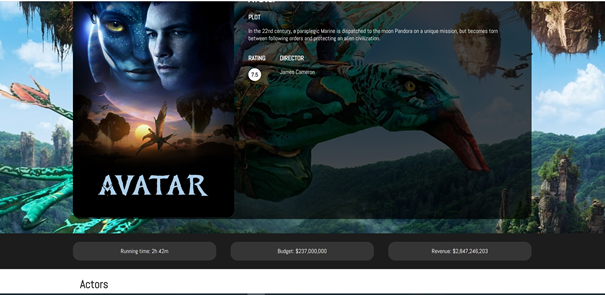 PLOT
In the 22nd century, a paraplegic Marine is dispatched to the moon Pandora on a unique mission, but becomes torn
between following orders and protecting an alien civilization.
RATING DIRECTOR
7.5 James Cameron
AVATAR
Running time: 2h 42m Budget: $237,000,000 Revenue: $2,847,246,203
Actors